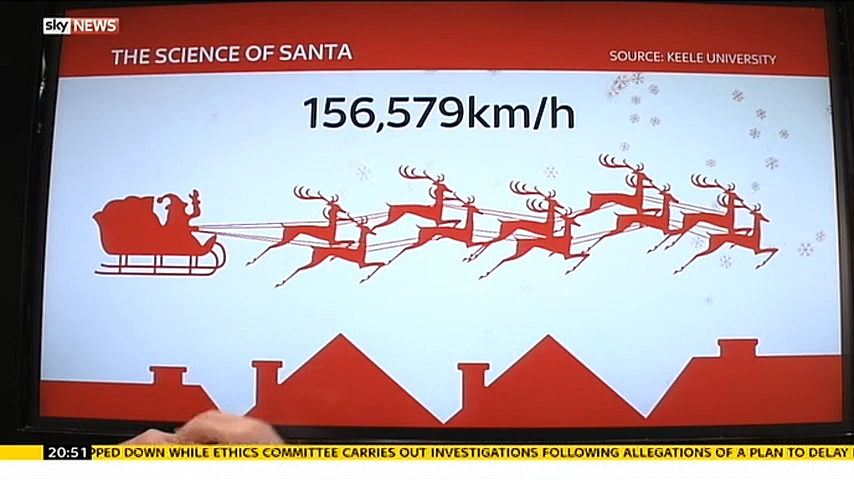 sky NEWS
THE SCIENCE OF SANTA
SOURCE: KEELE UNIVERSITY
156,579km/h
20:51
PPED DOWN WHILE ETHICS COMMITTEE CARRIES OUT INVESTIGATIONS FOLLOWING ALLEGATIONS OF A PLAN TO DELAY